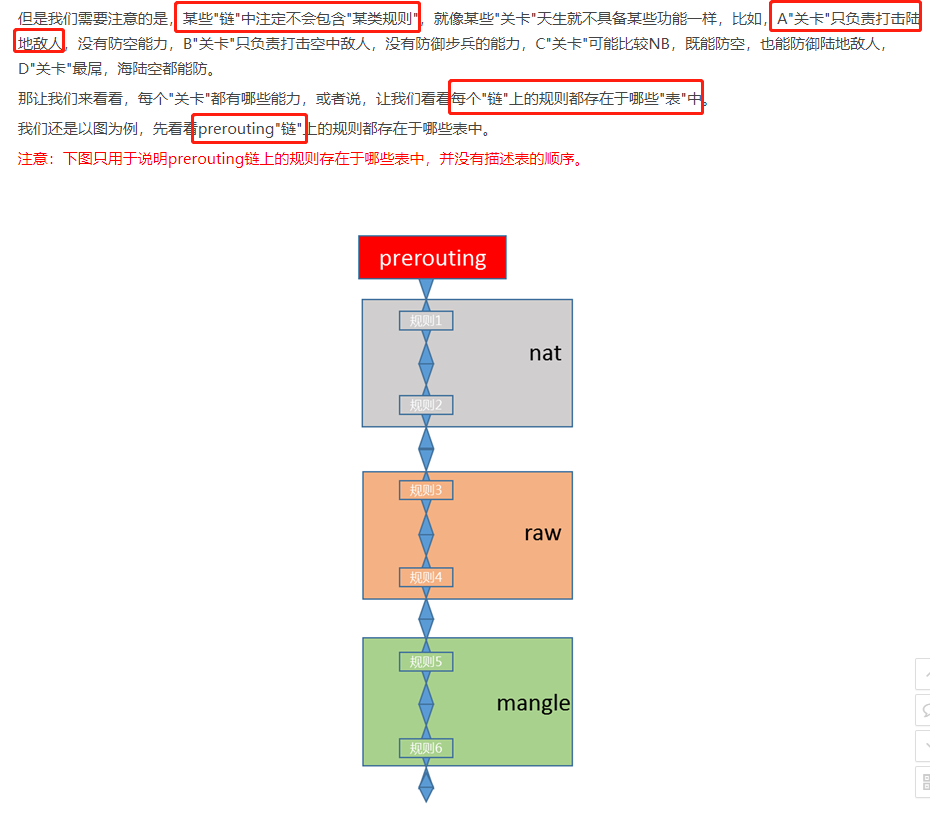 但是我们需要注意的是，某些"链"中注定不会包含"某类规则"，就像某些"关卡"天生就不具备某些功能一样，比如，A"关卡"只负责打击陆
地敌人，没有防空能力，B"关卡"只负责打击空中敌人，没有防御步兵的能力，C"关卡"可能比较NB，既能防空，也能防御陆地敌人，
D"关卡"最屌，海陆空都能防。
那让我们来看看，每个"关卡"都有哪些能力，或者说，让我们看看每个"链"上的规则都存在于哪些"表"中。
我们还是以图为例，先看看prerouting"链"上的规则都存在于哪些表中。
注意：下图只用于说明prerouting链上的规则存在于哪些表中，并没有描述表的顺序。
prerouting
规则1
nat
规则2
规则3
raw
规则4
规则5
mangle
规则6